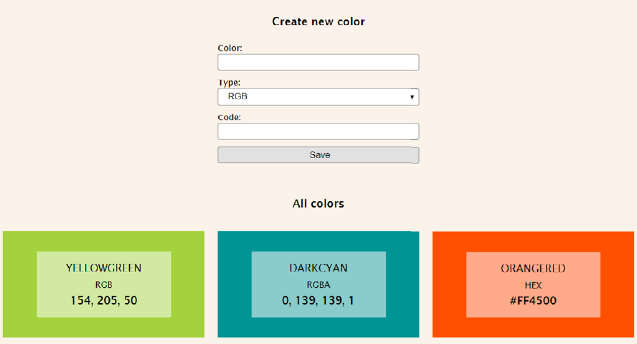 Create new color
Color:
Type:
RGB
Code:
Save
All colors
YELLOWGREEN
RGB
154, 205, 50
DARKCYAN
RGBA
0, 139, 139, 1
ORANGERED
HEX
#FF4500